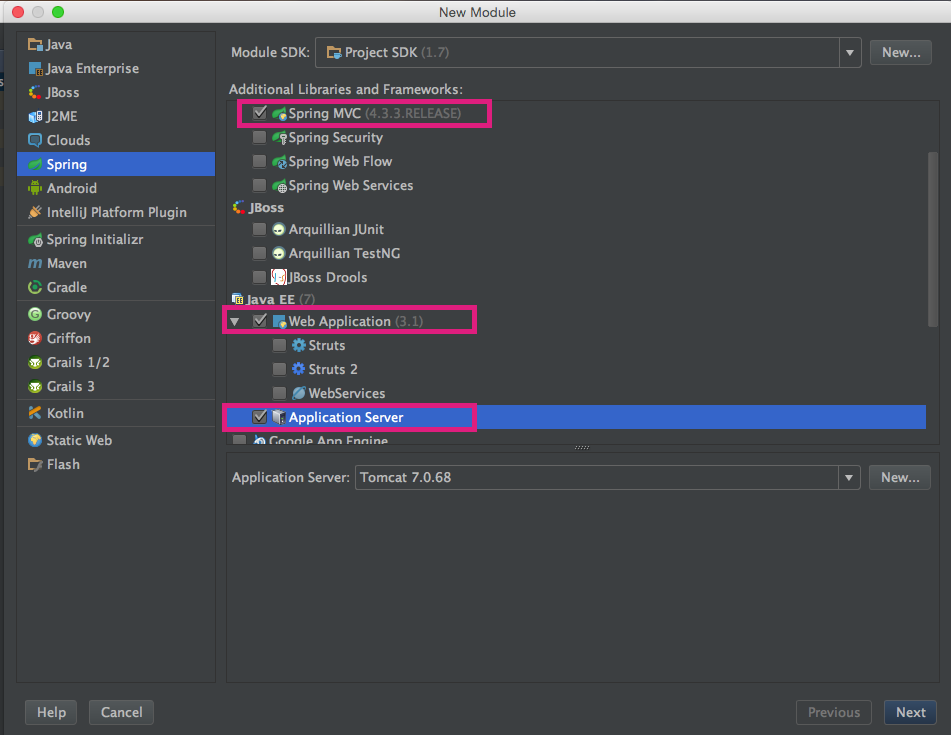 New Module
Java
Java Enterprise
JBoss
J2ME
Clouds
Spring
Android
IntelliJ Platform Plugin
Spring Initializr
Maven
Gradle
Groovy
Griffon
Grails 1/2
Grails 3
Kotlin
Static Web
Flash
Module SDK: Project SDK (1.7) New...
Additional Libraries and Frameworks:
Spring MVC (4.3.3.RELEASE)
Spring Security
Spring Web Flow
Spring Web Services
JBoss
Arquillian JUnit
Arquillian TestNG
JBoss Drools
Java EE (7)
Web Application (3.1)
Struts
Struts 2
WebServices
Application Server
Google App Engine
Application Server: Tomcat 7.0.68 New...
Help Cancel Previous Next